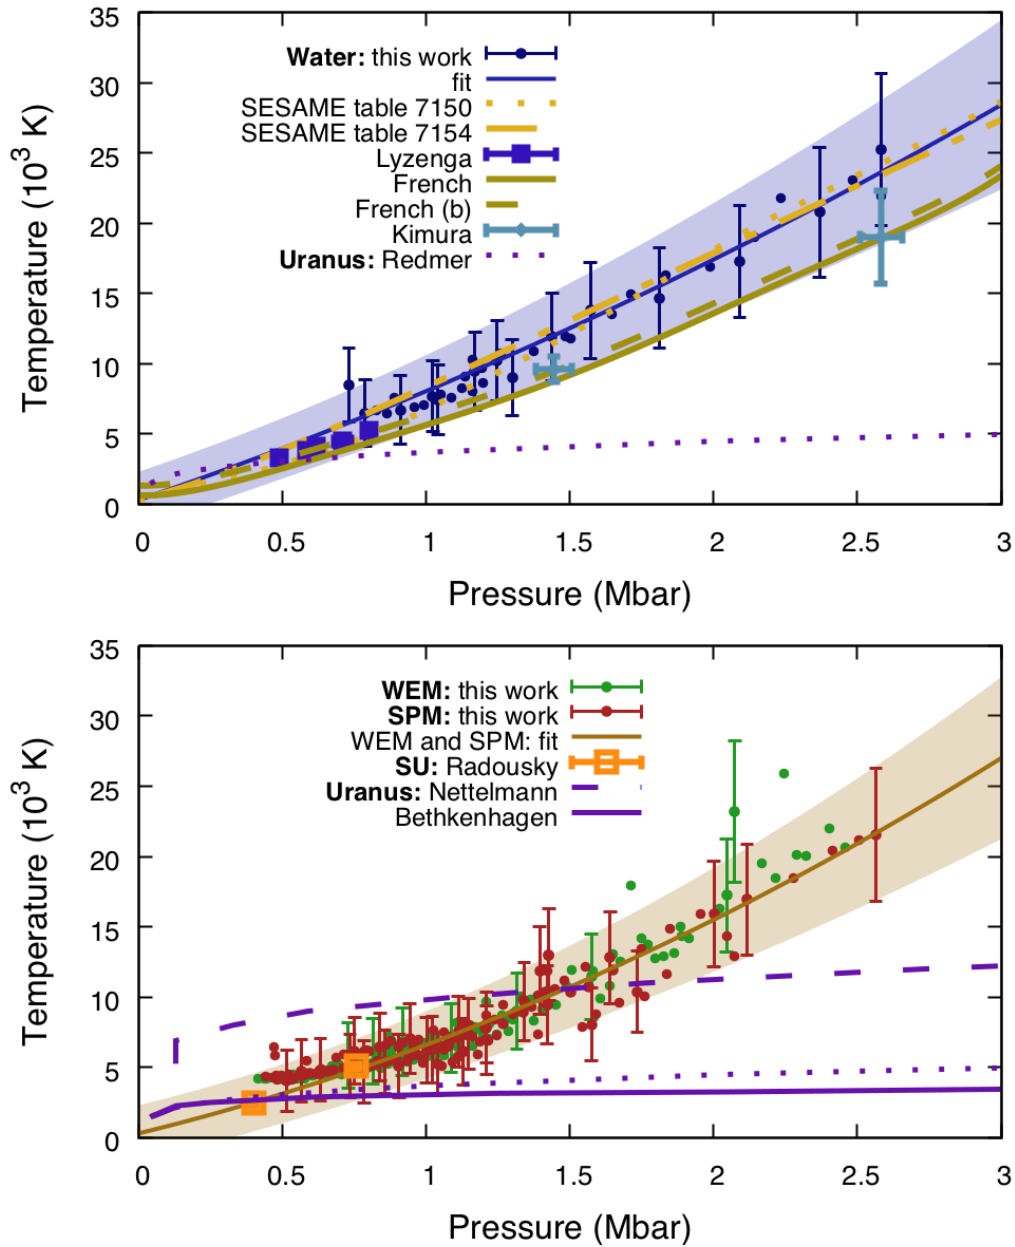 35
30
25
20
15
10
5
0
Temperature (10³ K)
Water: this work
fit
SESAME table 7150
SESAME table 7154
Lyzenga
French
French (b)
Kimura
Uranus: Redmer
0 0.5 1 1.5 2 2.5 3
Pressure (Mbar)
35
30
25
20
15
10
5
0
Temperature (10³ K)
WEM: this work
SPM: this work
WEM and SPM: fit
SU: Radousky
Uranus: Nettelmann
Bethkenhagen
0 0.5 1 1.5 2 2.5 3
Pressure (Mbar)